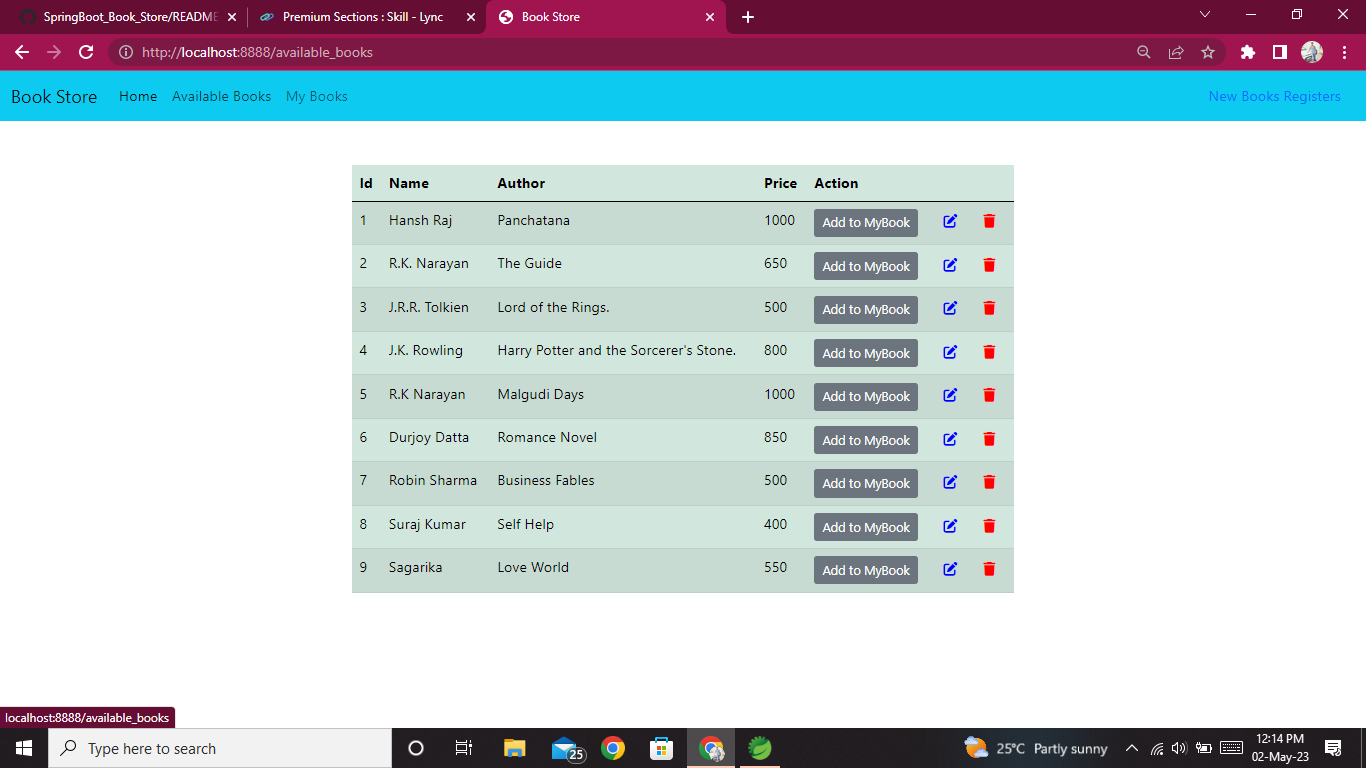 SpringBoot_Book_Store/README
Premium Sections : Skill - Lync
Book Store
http://localhost:8888/available_books
Book Store Home Available Books My Books New Books Registers
Id Name Author Price Action
1 Hansh Raj Panchatana 1000 Add to MyBook
2 R.K. Narayan The Guide 650 Add to MyBook
3 J.R.R. Tolkien Lord of the Rings. 500 Add to MyBook
4 J.K. Rowling Harry Potter and the Sorcerer's Stone. 800 Add to MyBook
5 R.K Narayan Malgudi Days 1000 Add to MyBook
6 Durjoy Datta Romance Novel 850 Add to MyBook
7 Robin Sharma Business Fables 500 Add to MyBook
8 Suraj Kumar Self Help 400 Add to MyBook
9 Sagarika Love World 550 Add to MyBook
localhost:8888/available_books
Type here to search
25
25°C Partly sunny
12:14 PM
02-May-23